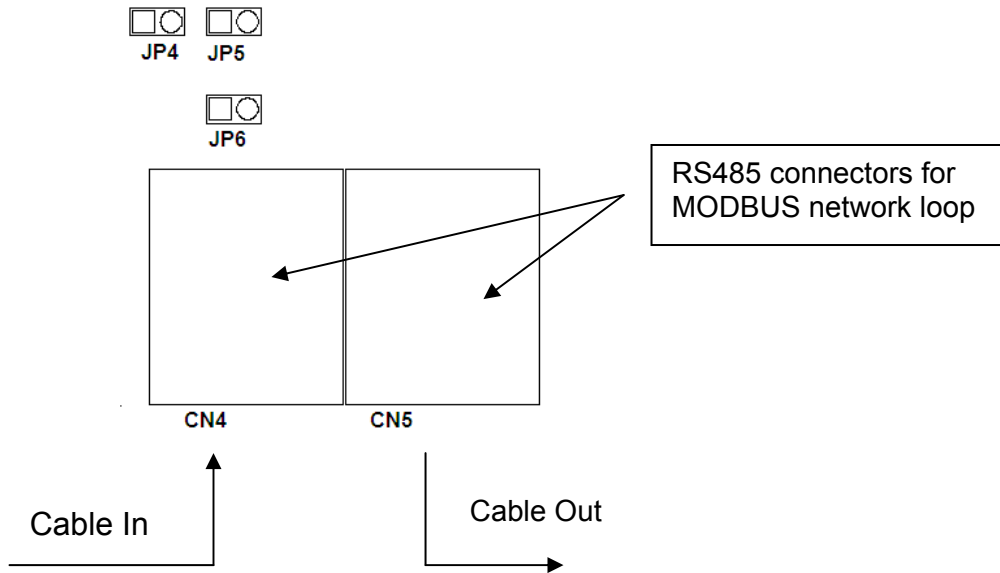 JP4 JP5
JP6
RS485 connectors for
MODBUS network loop
CN4 CN5
Cable In
Cable Out